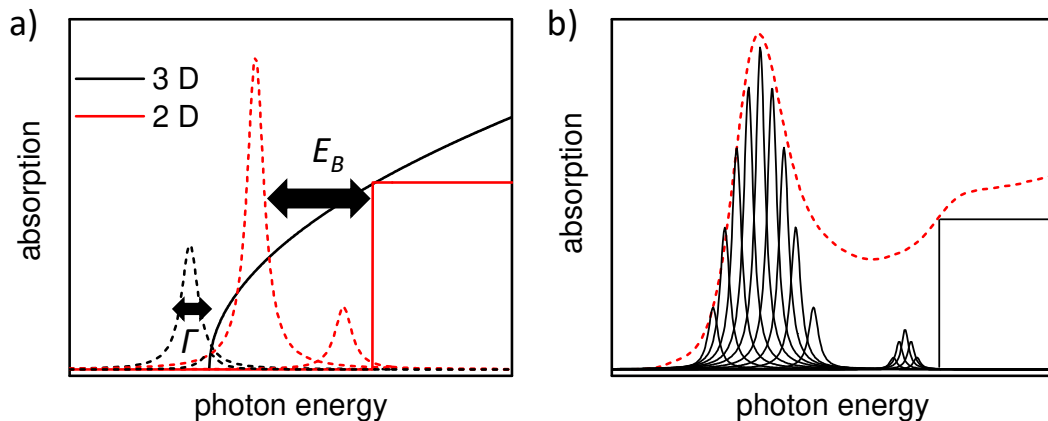 a)
3 D
2 D
E_B
Γ
absorption
photon energy
b)
absorption
photon energy